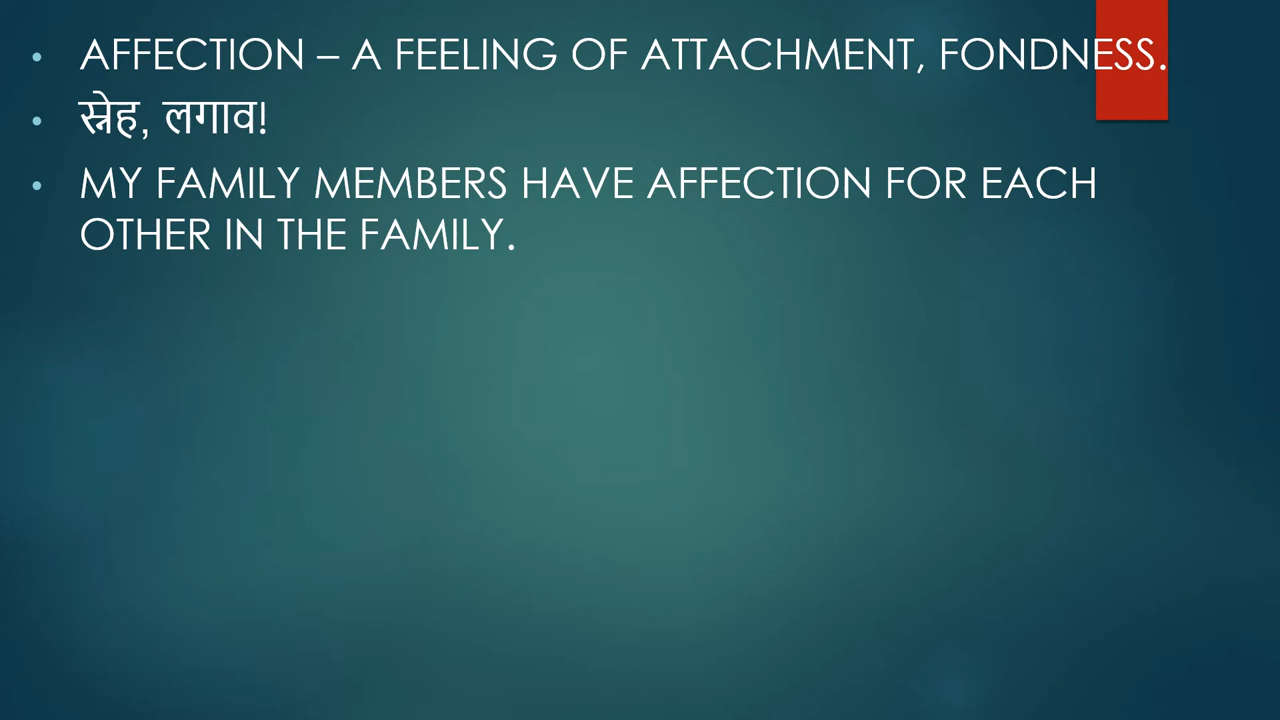 AFFECTION – A FEELING OF ATTACHMENT, FONDNESS.
स्नेह, लगाव!
MY FAMILY MEMBERS HAVE AFFECTION FOR EACH
OTHER IN THE FAMILY.